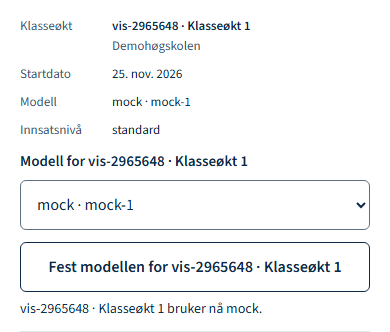 Klasseøkt vis-2965648 · Klasseøkt 1
Demohøgskolen
Startdato 25. nov. 2026
Modell mock · mock-1
Innsatsnivå standard
Modell for vis-2965648 · Klasseøkt 1
mock · mock-1
Fest modellen for vis-2965648 · Klasseøkt 1
vis-2965648 · Klasseøkt 1 bruker nå mock.